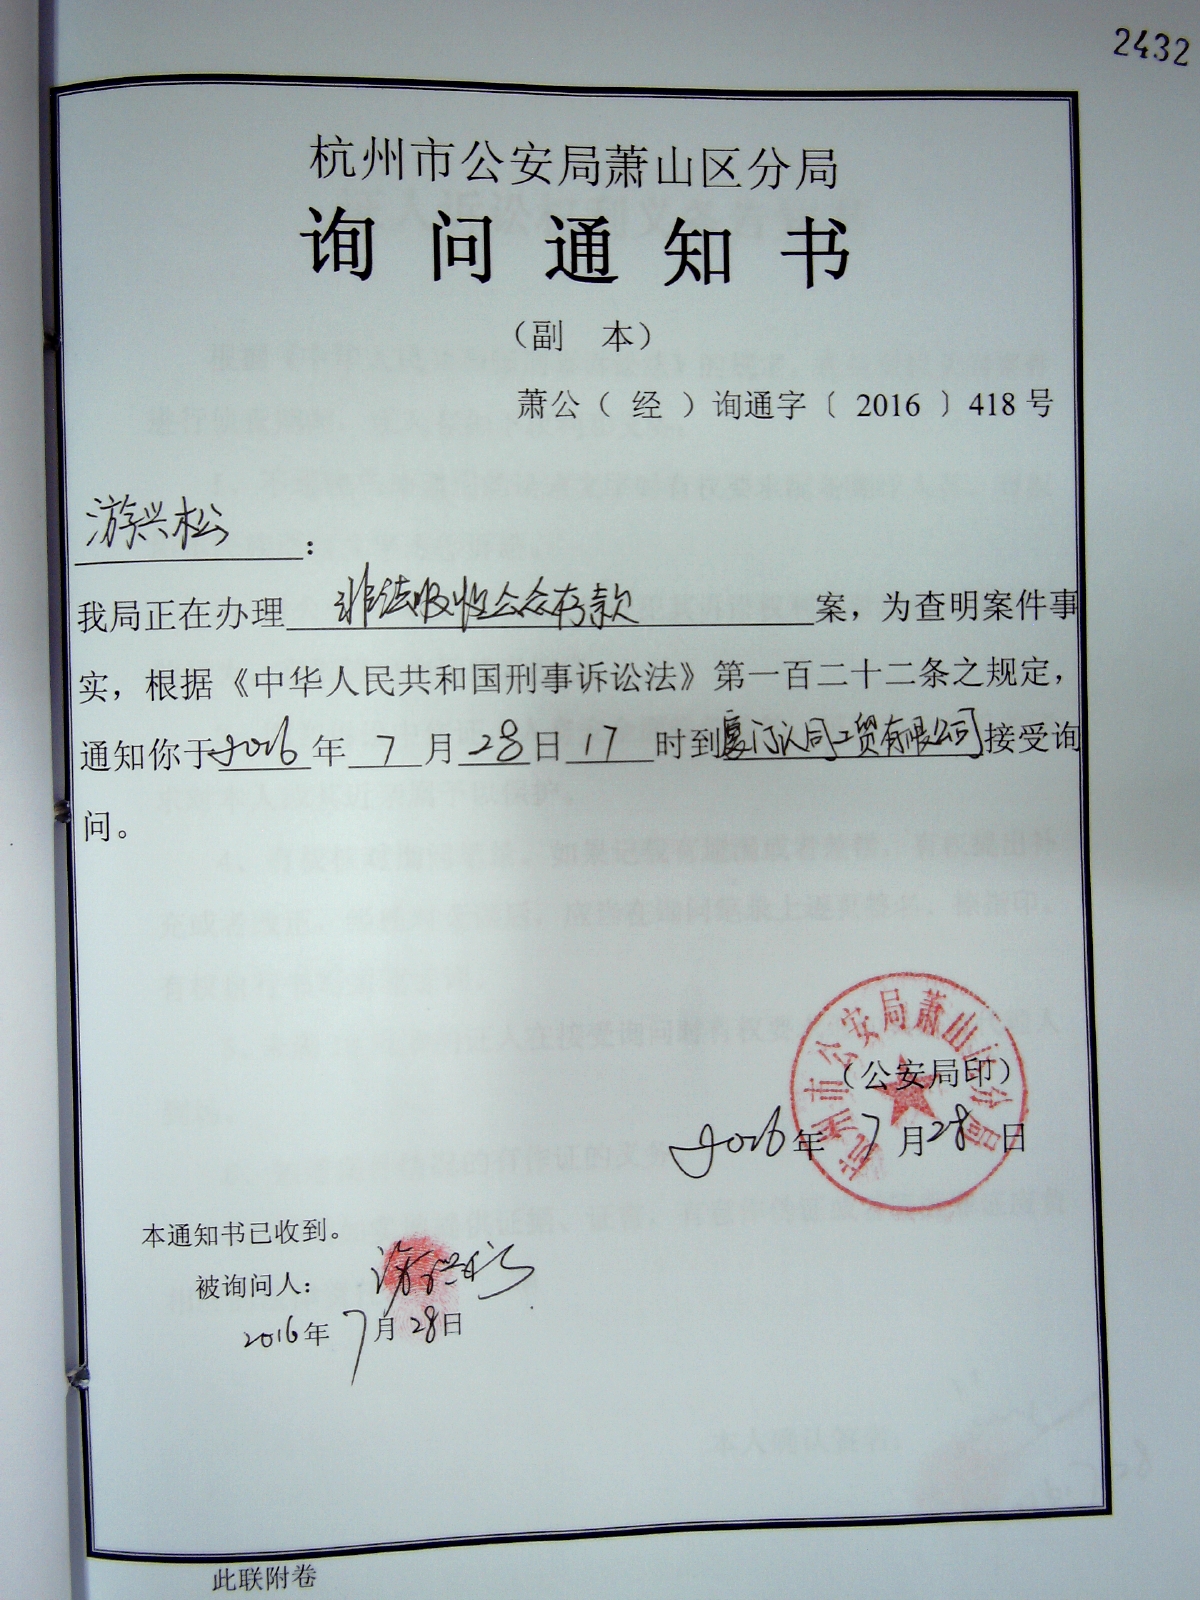 2432
杭州市公安局萧山区分局
询问通知书
（副 本）
萧公（ 经 ）询通字〔 2016 〕418 号
游兴松：
我局正在办理非法吸收公众存款案，为查明案件事
实，根据《中华人民共和国刑事诉讼法》第一百二十二条之规定，
通知你于2016年7月28日17时到厦门认同工贸有限公司接受询
问。
杭州市公安局萧山区分局
（公安局印）
2016年7月28日
本通知书已收到。
被询问人：游兴松
2016年7月28日
此联附卷